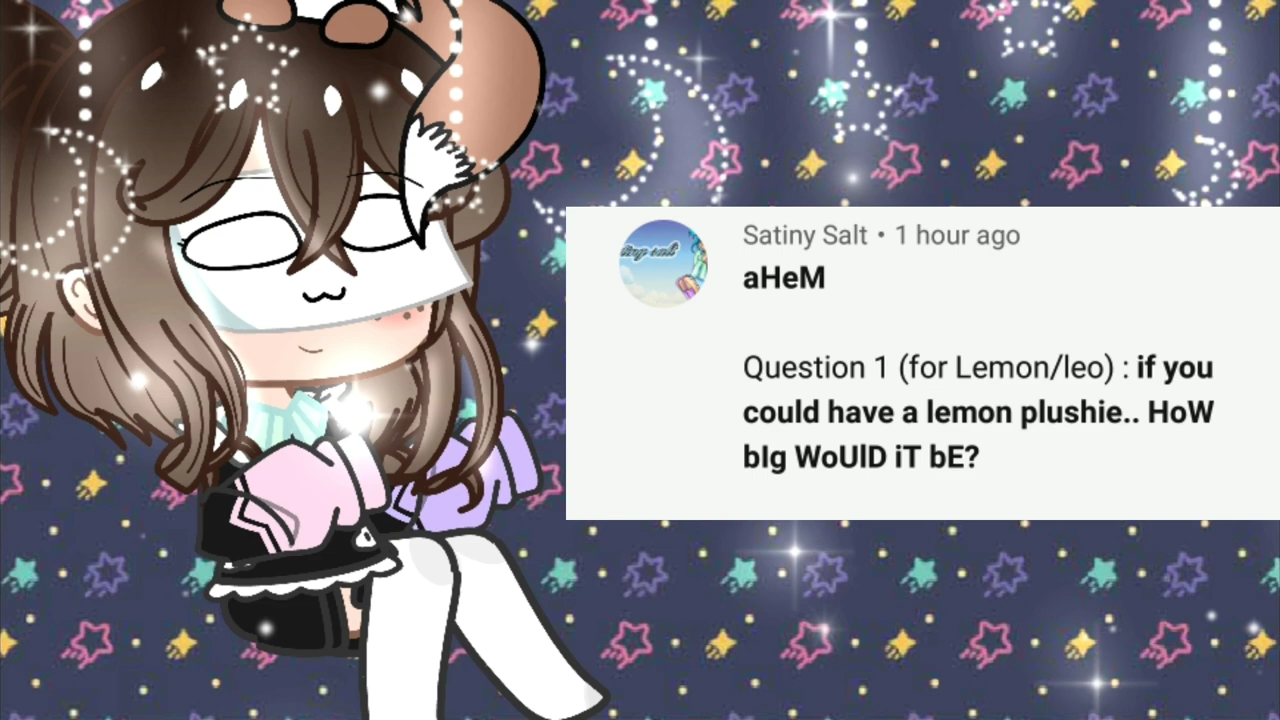 Satiny Salt • 1 hour ago
aHeM
Question 1 (for Lemon/leo) : if you
could have a lemon plushie.. HoW
bIg WoUlD iT bE?